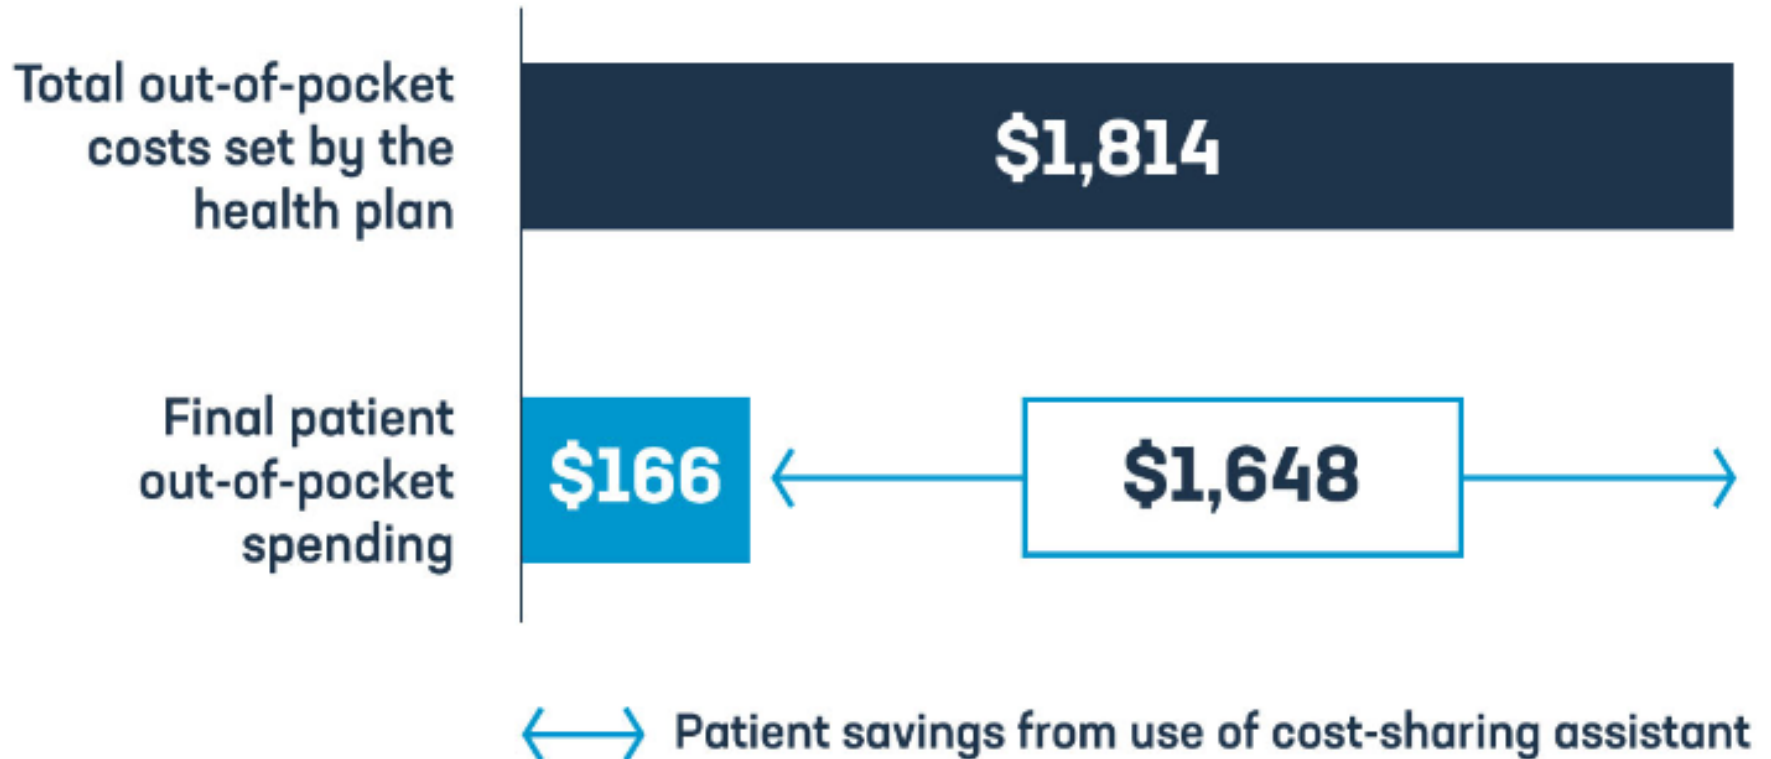 Total out-of-pocket
costs set by the
health plan
$1,814
Final patient
out-of-pocket
spending
$166
$1,648
Patient savings from use of cost-sharing assistant